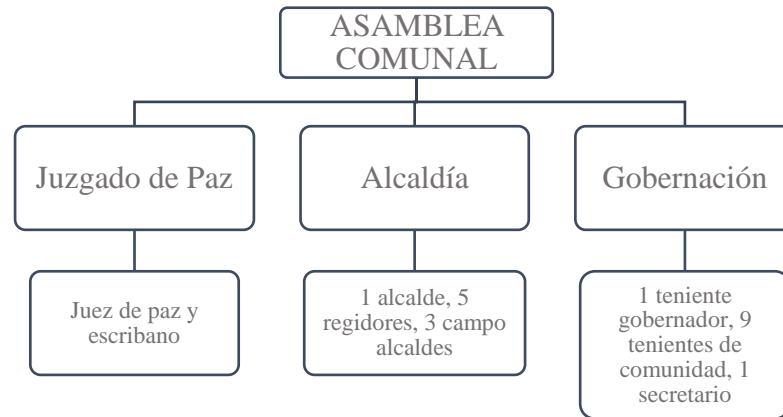 ASAMBLEA
COMUNAL
Juzgado de Paz
Alcaldía
Gobernación
Juez de paz y
escribano
1 alcalde, 5
regidores, 3 campo
alcaldes
1 teniente
gobernador, 9
tenientes de
comunidad, 1
secretario